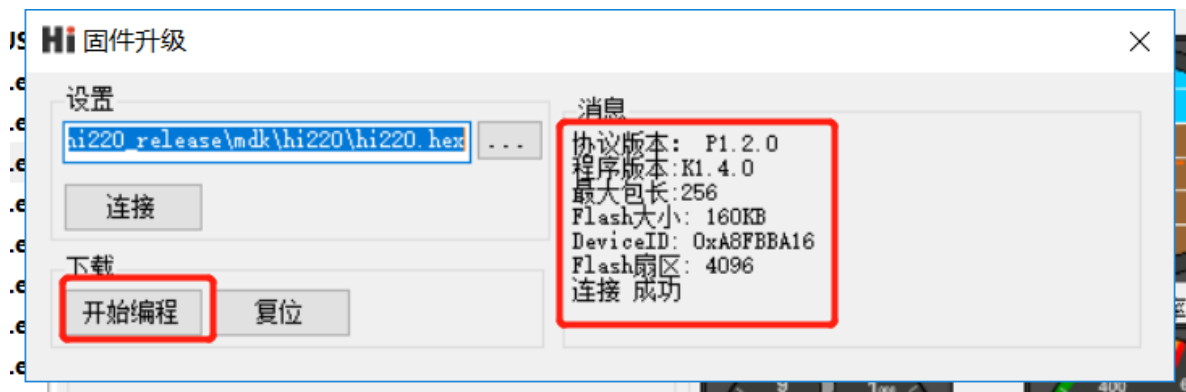 Hi 固件升级
设置
hi220_release\mdk\hi220\hi220.hex
...
连接
下载
开始编程
复位
消息
协议版本: P1.2.0
程序版本:K1.4.0
最大包长:256
Flash大小: 160KB
DeviceID: 0xA8FBBA16
Flash扇区: 4096
连接 成功
9
400